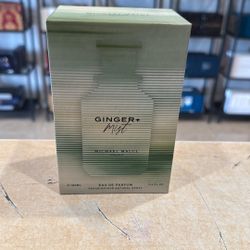 GINGER+
Mist
MICHAEL MALUL
EAU DE PARFUM